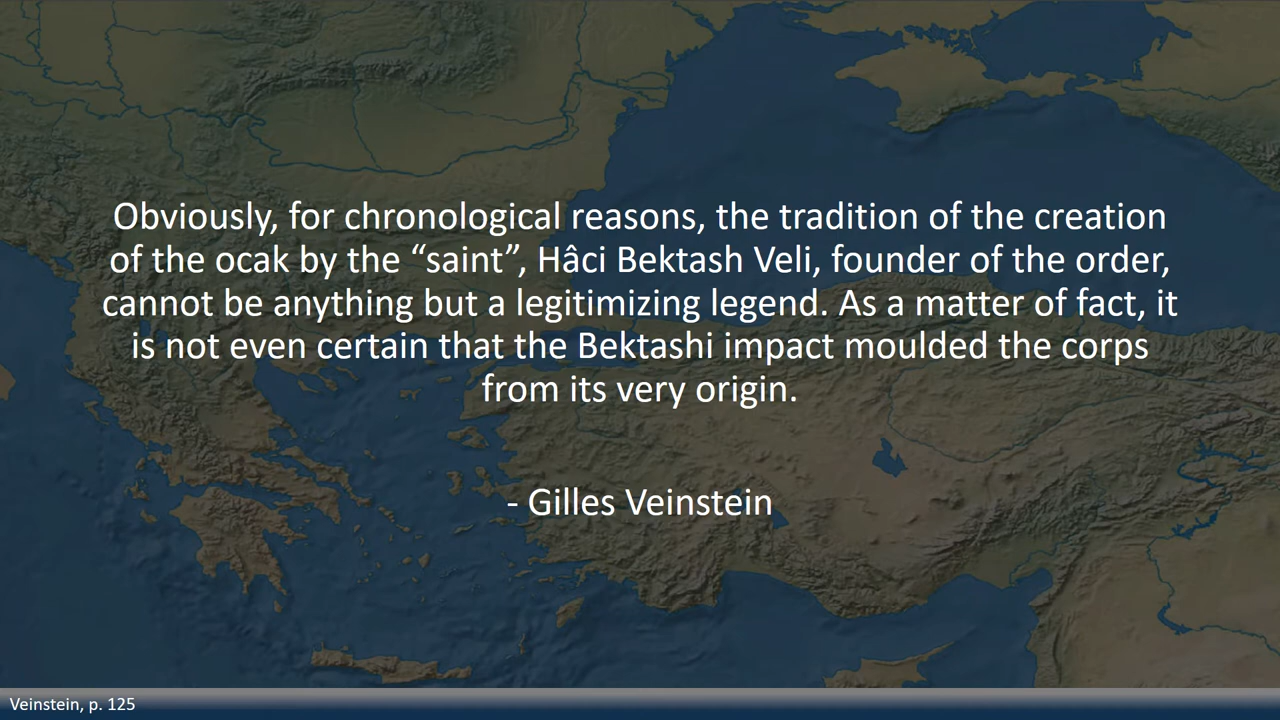 Obviously, for chronological reasons, the tradition of the creation
of the ocak by the “saint”, Hâci Bektash Veli, founder of the order,
cannot be anything but a legitimizing legend. As a matter of fact, it
is not even certain that the Bektashi impact moulded the corps
from its very origin.
- Gilles Veinstein
Veinstein, p. 125